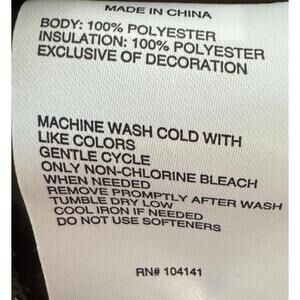 MADE IN CHINA
BODY: 100% POLYESTER
INSULATION: 100% POLYESTER
EXCLUSIVE OF DECORATION
MACHINE WASH COLD WITH
LIKE COLORS
GENTLE CYCLE
ONLY NON-CHLORINE BLEACH
WHEN NEEDED
REMOVE PROMPTLY AFTER WASH
TUMBLE DRY LOW
COOL IRON IF NEEDED
DO NOT USE SOFTENERS
RN# 104141